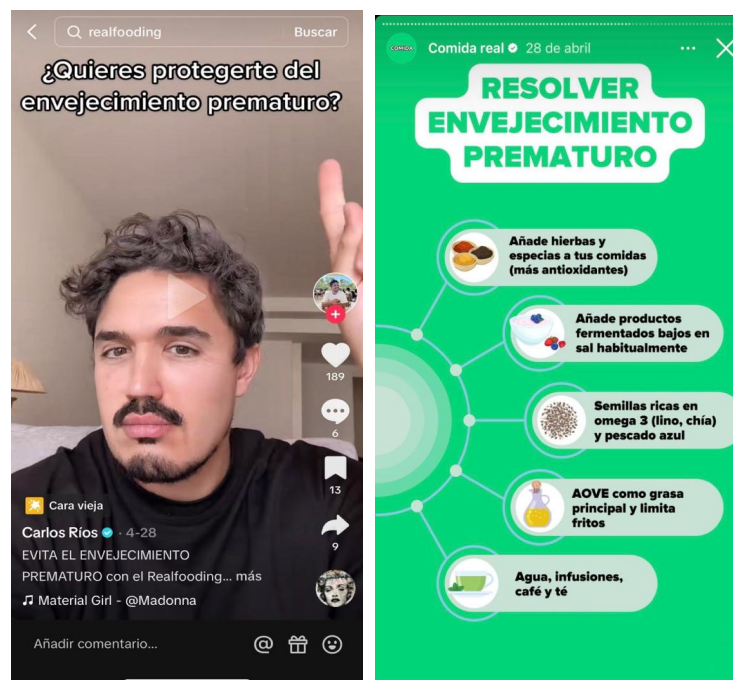 realfooding
Buscar
¿Quieres protegerte del
envejecimiento prematuro?
189
6
13
9
Cara vieja
Carlos Ríos · 4-28
EVITA EL ENVEJECIMIENTO
PREMATURO con el Realfooding... más
Material Girl - @Madonna
Añadir comentario...
COMIDA
Comida real 28 de abril
RESOLVER
ENVEJECIMIENTO
PREMATURO
Añade hierbas y
especias a tus comidas
(más antioxidantes)
Añade productos
fermentados bajos en
sal habitualmente
Semillas ricas en
omega 3 (lino, chía)
y pescado azul
AOVE como grasa
principal y limita
fritos
Agua, infusiones,
café y té